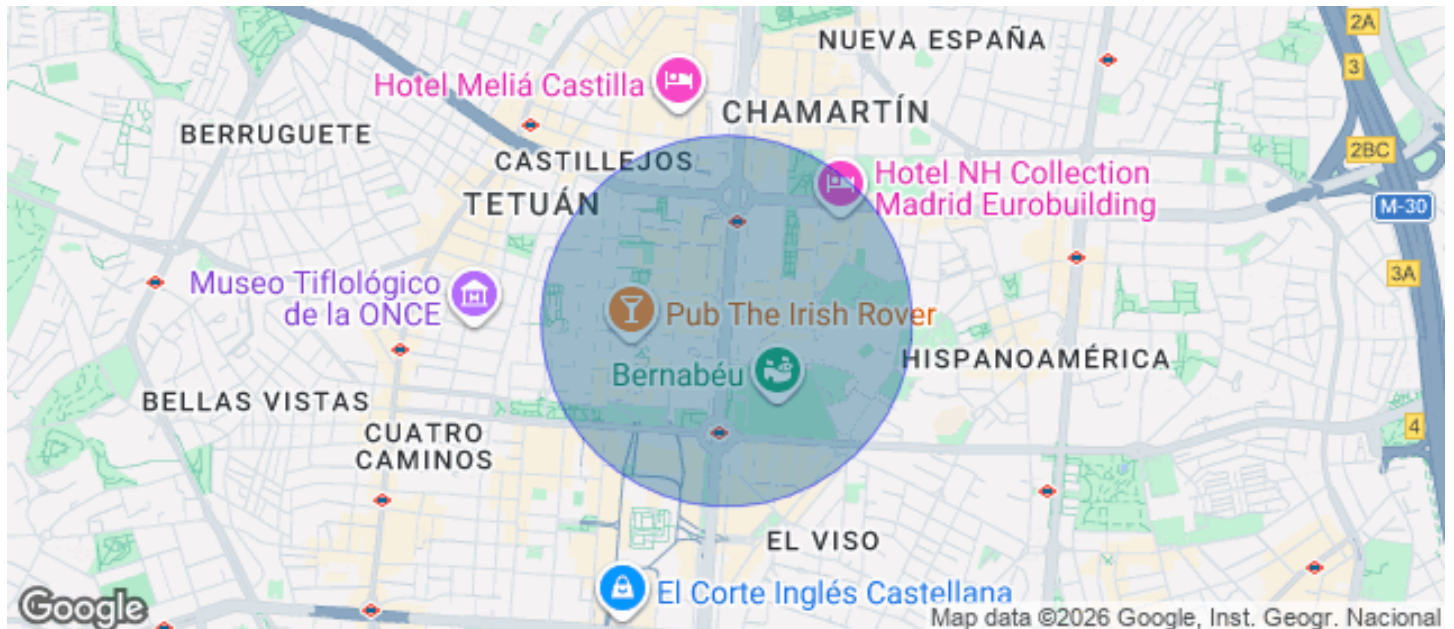 2A
NUEVA ESPAÑA
3
Hotel Meliá Castilla
CHAMARTÍN
BERRUGUETE
2BC
CASTILLEJOS
Hotel NH Collection
Madrid Eurobuilding
TETUÁN
M-30
3A
Museo Tiflológico
de la ONCE
Pub The Irish Rover
HISPANOAMÉRICA
Bernabéu
BELLAS VISTAS
4
CUATRO
CAMINOS
EL VISO
El Corte Inglés Castellana
Google
Map data ©2026 Google, Inst. Geogr. Nacional